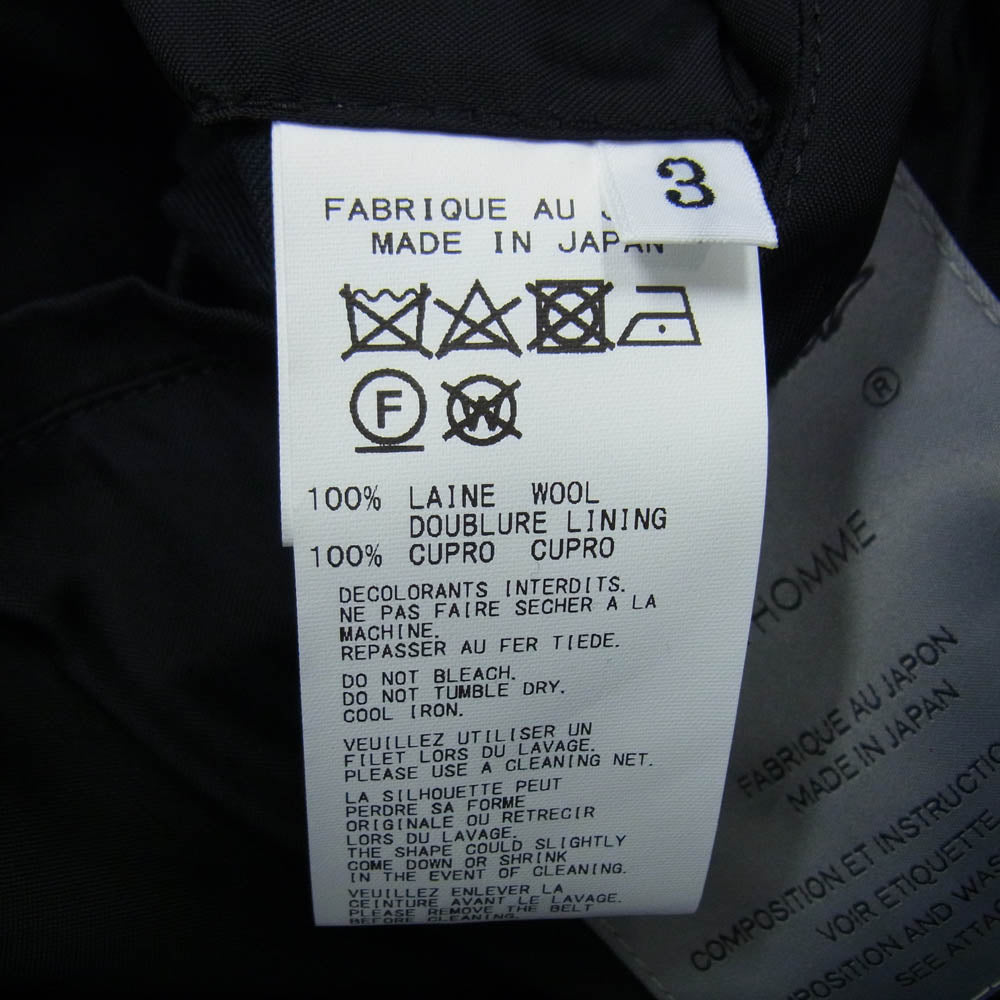 3
FABRIQUE AU
MADE IN JAPAN
F
W
100% LAINE WOOL
DOUBLURE LINING
100% CUPRO CUPRO
DECOLORANTS INTERDITS.
NE PAS FAIRE SECHER A LA
MACHINE.
REPASSER AU FER TIEDE.
DO NOT BLEACH.
DO NOT TUMBLE DRY.
COOL IRON.
VEUILLEZ UTILISER UN
FILET LORS DU LAVAGE.
PLEASE USE A CLEANING NET.
LA SILHOUETTE PEUT
PERDRE SA FORME
ORIGINALE OU RETRECIR
LORS DU LAVAGE.
THE SHAPE COULD SLIGHTLY
COME DOWN OR SHRINK
IN THE EVENT OF CLEANING.
VEUILLEZ ENLEVER LA
CEINTURE AVANT LE LAVAGE.
PLEASE REMOVE THE BELT
BEFORE CLEANING.
®
HOMME
FABRIQUE AU JAPON
MADE IN JAPAN
COMPOSITION ET
VOIR ETIQUETTE
AND
SEE